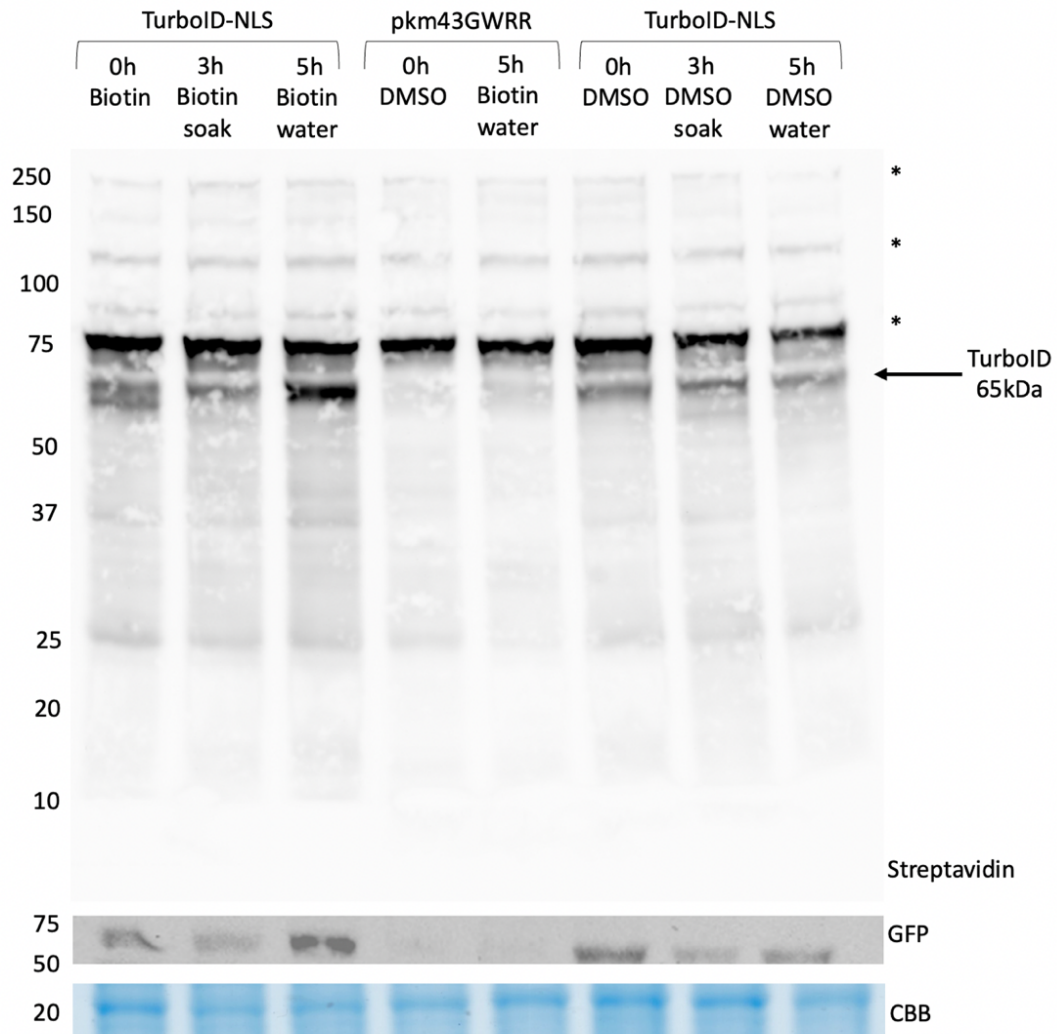 TurboID-NLS pkm43GWRR TurboID-NLS
0h 3h 5h 0h 5h 0h 3h 5h
Biotin Biotin Biotin DMSO Biotin DMSO DMSO DMSO
soak water water soak water
250 *
150
*
100
*
75
TurboID
65kDa
50
37
25
20
10
Streptavidin
75
GFP
50
20 CBB